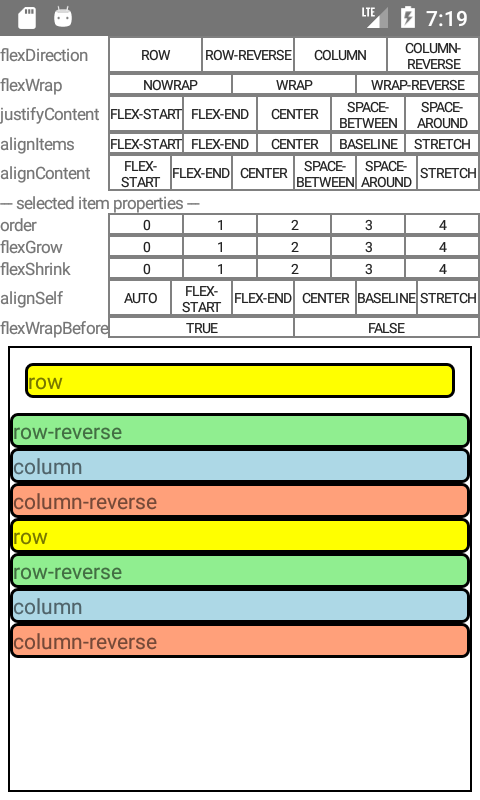 LTE 7:19
flexDirection ROW ROW-REVERSE COLUMN COLUMN-
REVERSE
flexWrap NOWRAP WRAP WRAP-REVERSE
justifyContent FLEX-START FLEX-END CENTER SPACE-
BETWEEN SPACE-
AROUND
alignItems FLEX-START FLEX-END CENTER BASELINE STRETCH
alignContent FLEX-
START FLEX-END CENTER SPACE-
BETWEEN SPACE-
AROUND STRETCH
--- selected item properties ---
order 0 1 2 3 4
flexGrow 0 1 2 3 4
flexShrink 0 1 2 3 4
alignSelf AUTO FLEX-
START FLEX-END CENTER BASELINE STRETCH
flexWrapBefore TRUE FALSE
row
row-reverse
column
column-reverse
row
row-reverse
column
column-reverse